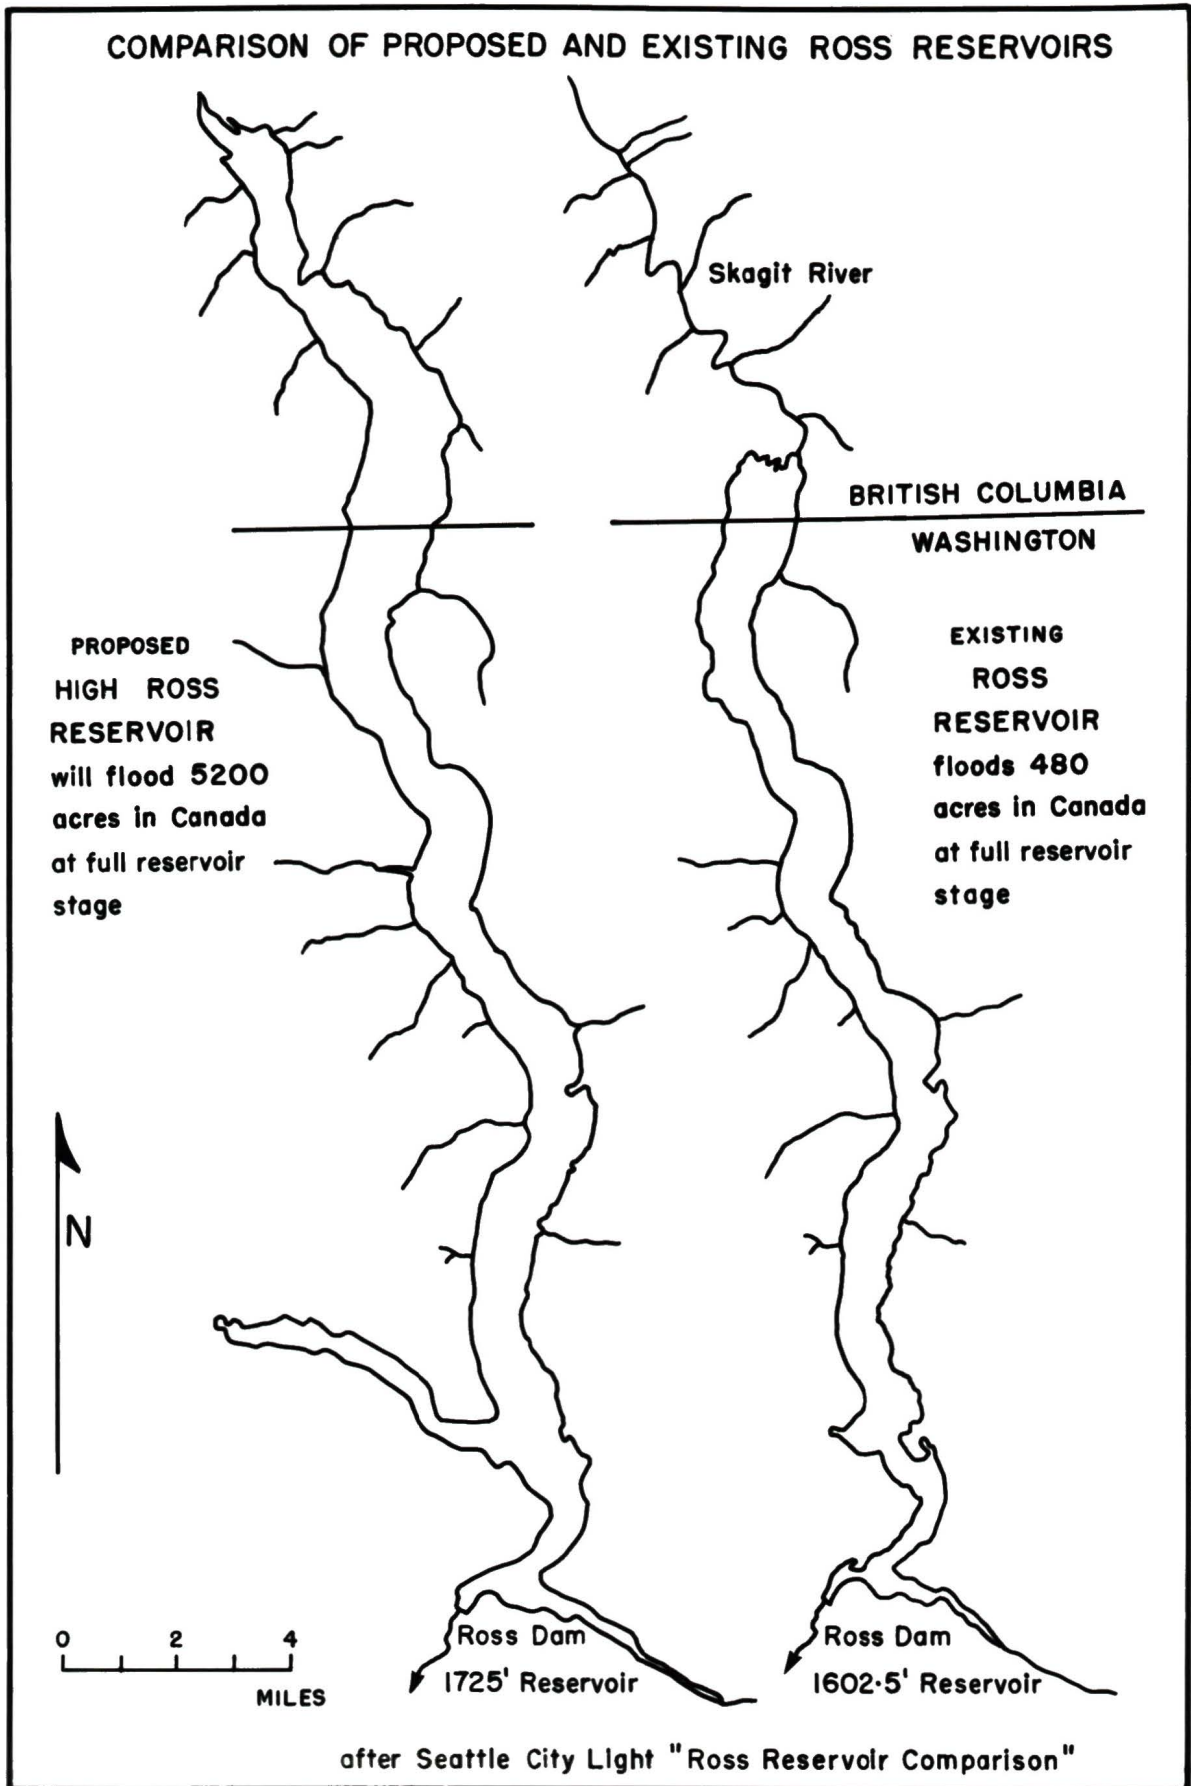 COMPARISON OF PROPOSED AND EXISTING ROSS RESERVOIRS
Skagit River
BRITISH COLUMBIA
WASHINGTON
PROPOSED
HIGH ROSS
RESERVOIR
will flood 5200
acres in Canada
at full reservoir
stage
EXISTING
ROSS
RESERVOIR
floods 480
acres in Canada
at full reservoir
stage
N
0 2 4
MILES
Ross Dam
1725' Reservoir
Ross Dam
1602·5' Reservoir
after Seattle City Light "Ross Reservoir Comparison"